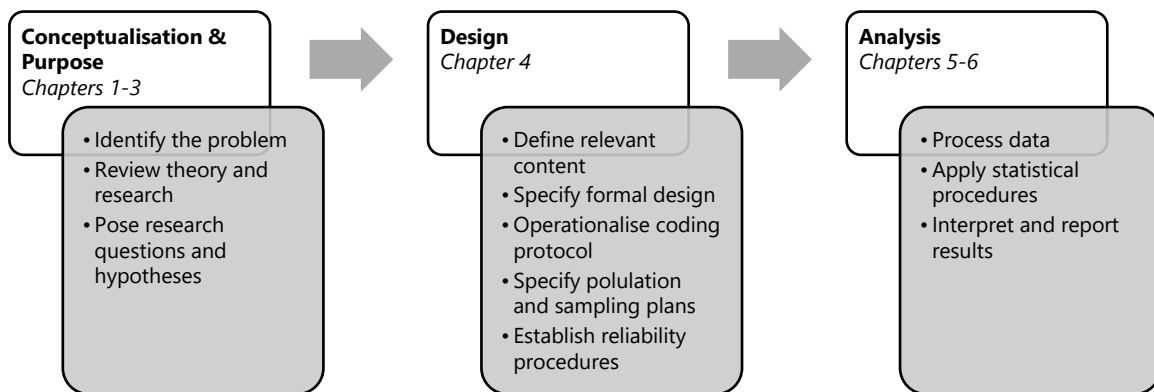 Conceptualisation &
Purpose
Chapters 1-3
• Identify the problem
• Review theory and
research
• Pose research
questions and
hypotheses
Design
Chapter 4
• Define relevant
content
• Specify formal design
• Operationalise coding
protocol
• Specify polulation
and sampling plans
• Establish reliability
procedures
Analysis
Chapters 5-6
• Process data
• Apply statistical
procedures
• Interpret and report
results